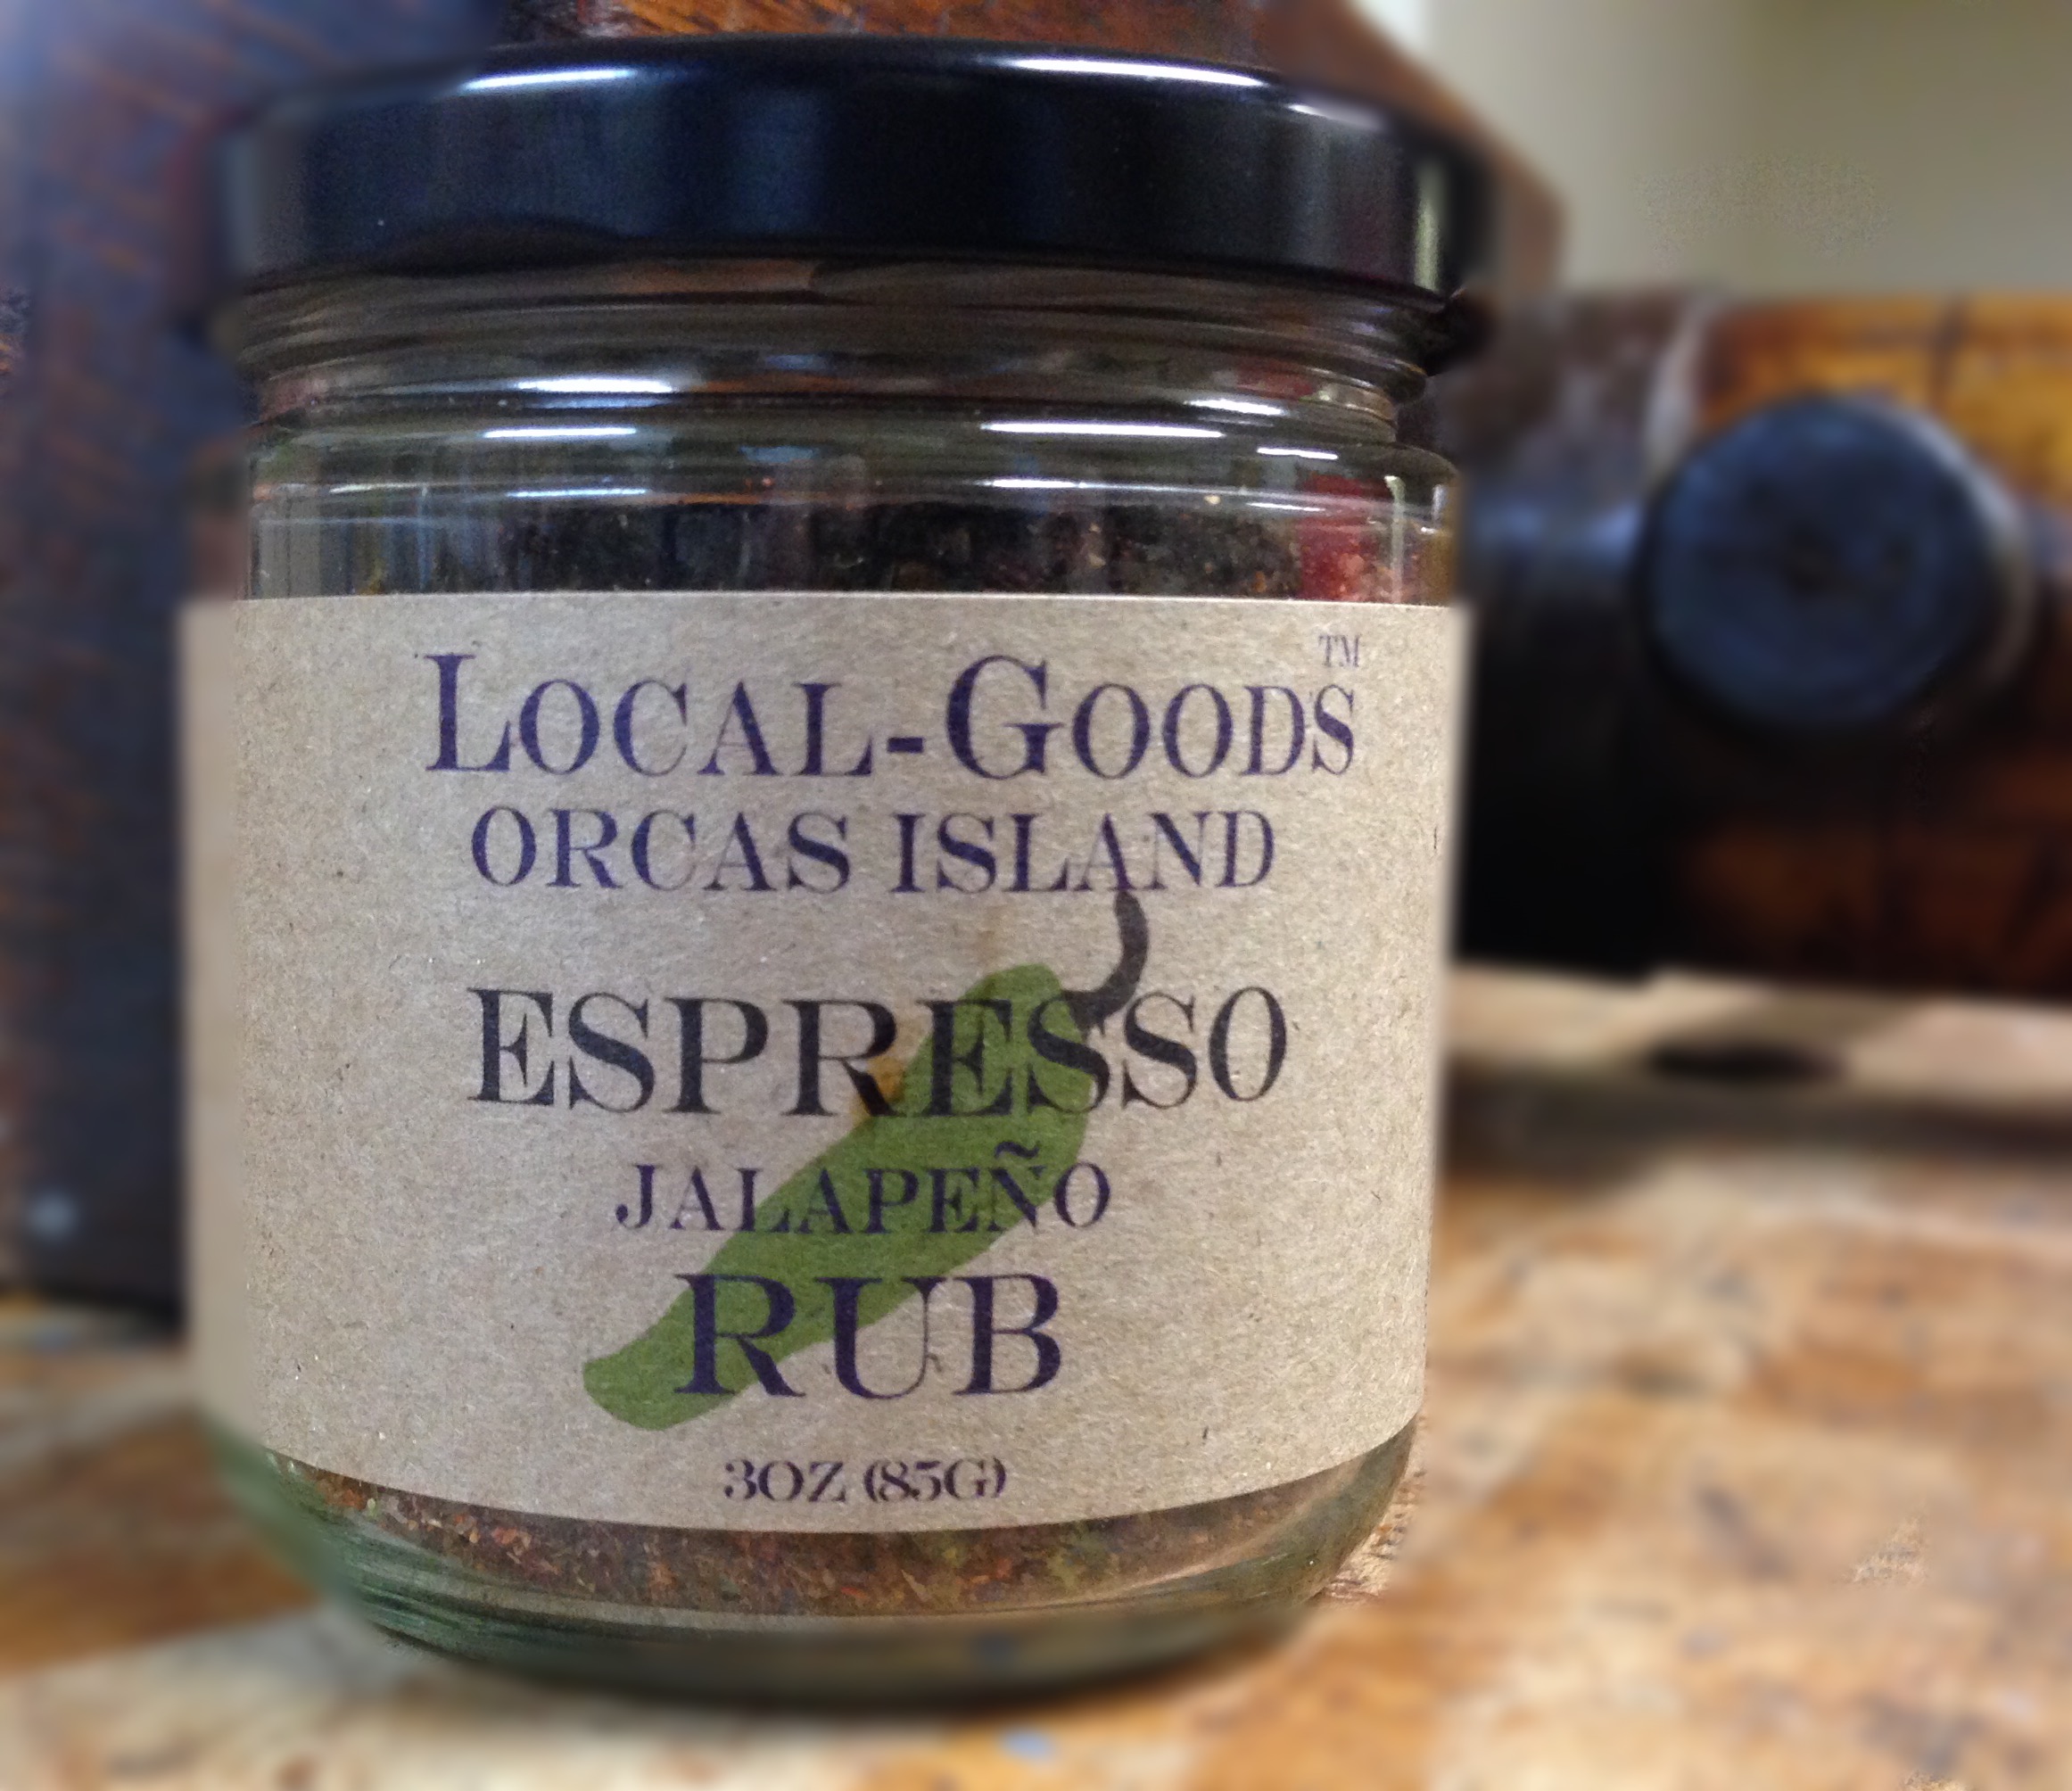 LOCAL-GOODS™
ORCAS ISLAND
ESPRESSO
JALAPEÑO
RUB
3OZ (85G)